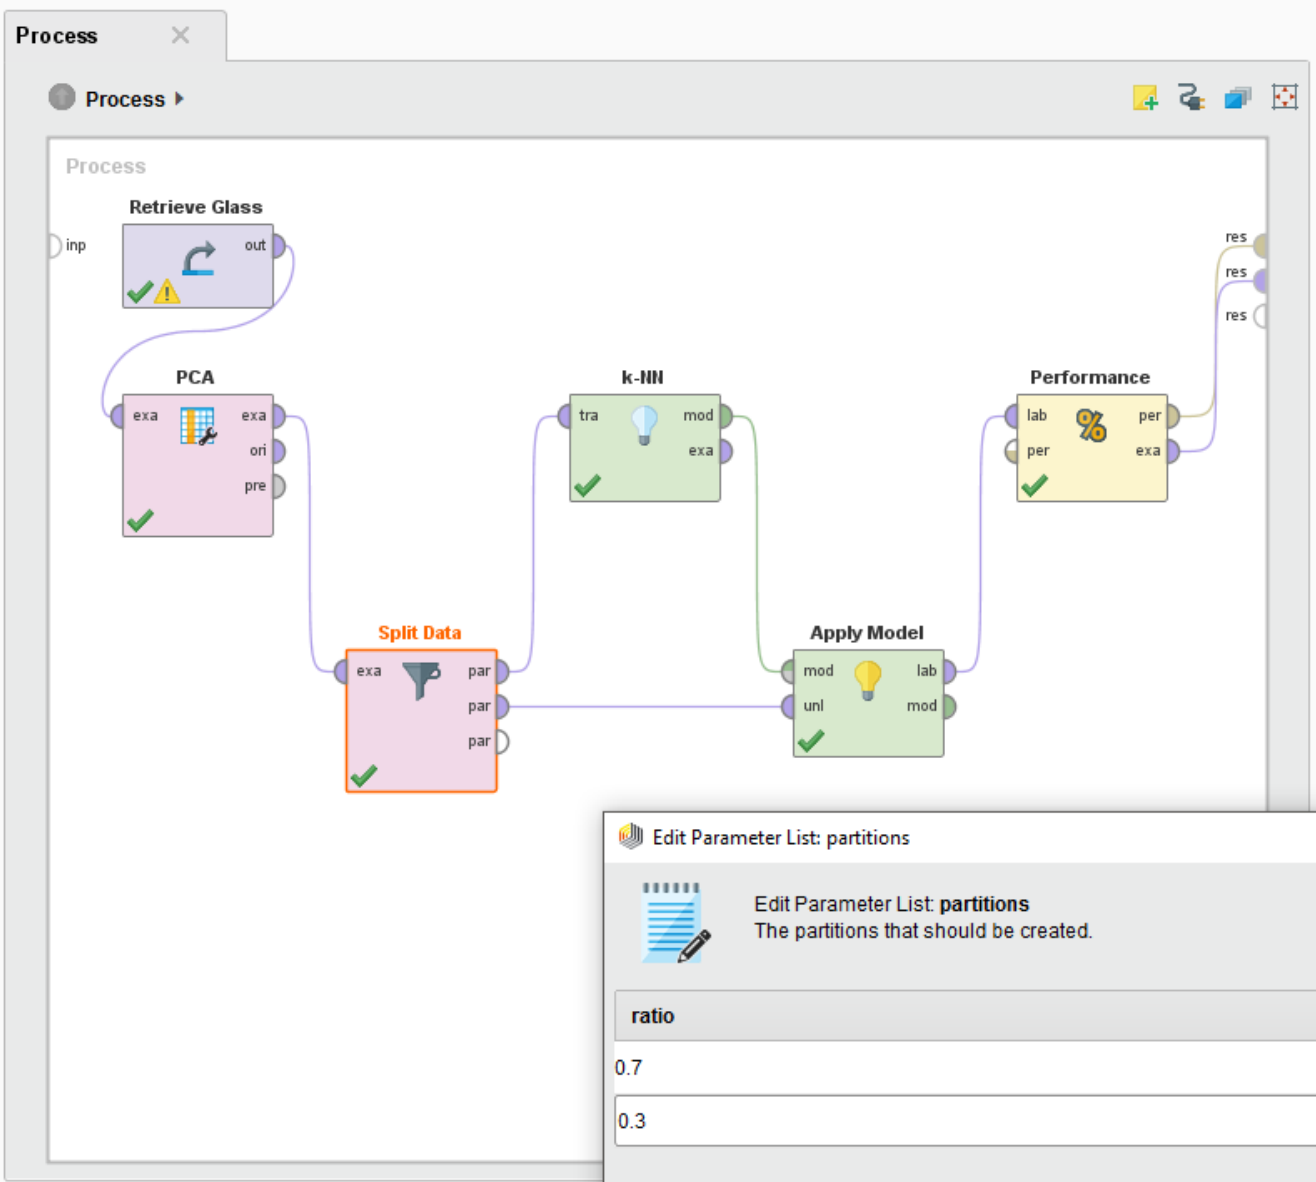 Process
Process
Process
Retrieve Glass
inp
out
res
res
res
PCA
exa
exa
ori
pre
k-NN
tra
mod
exa
Performance
lab
per
per
exa
%
Split Data
exa
par
par
par
Apply Model
mod
lab
unl
mod
Edit Parameter List: partitions
Edit Parameter List: partitions
The partitions that should be created.
ratio
0.7
0.3